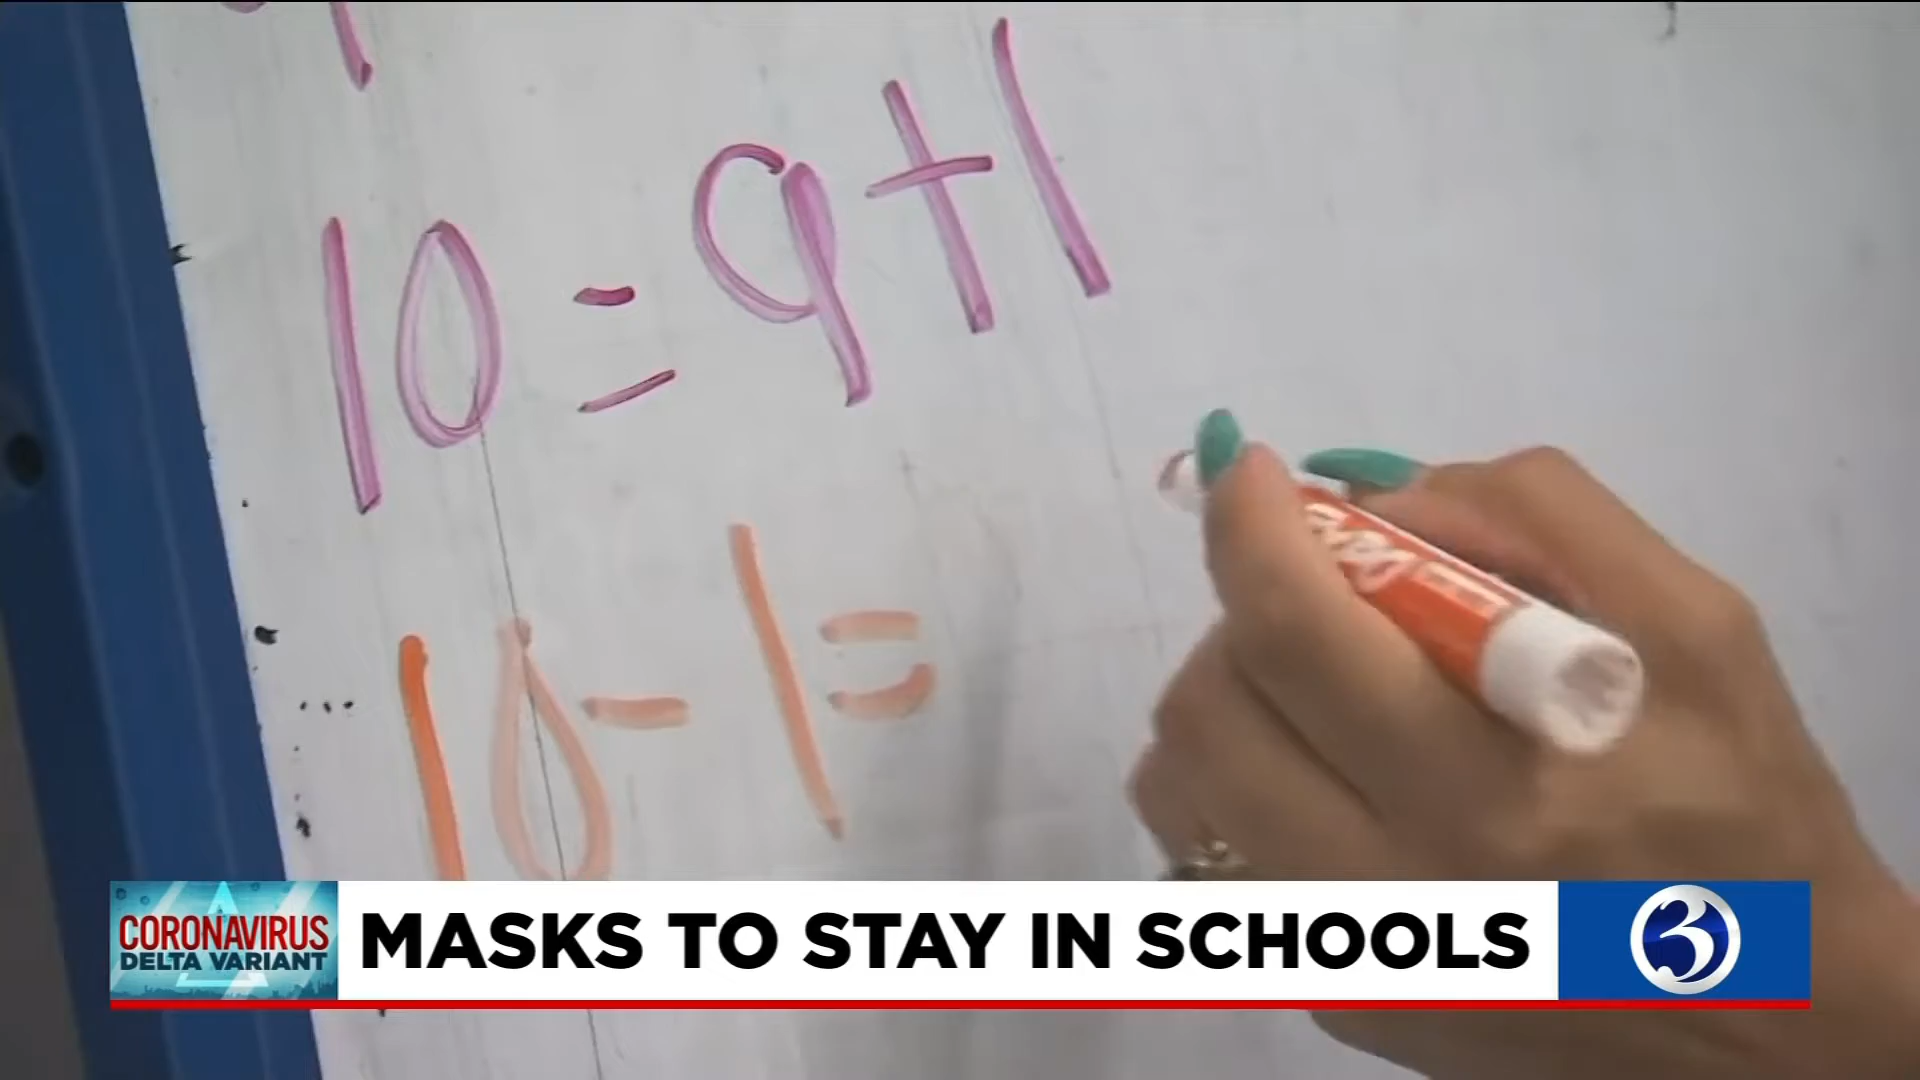 10 = 9+1
10 - 1 =
CORONAVIRUS
DELTA VARIANT
MASKS TO STAY IN SCHOOLS
3